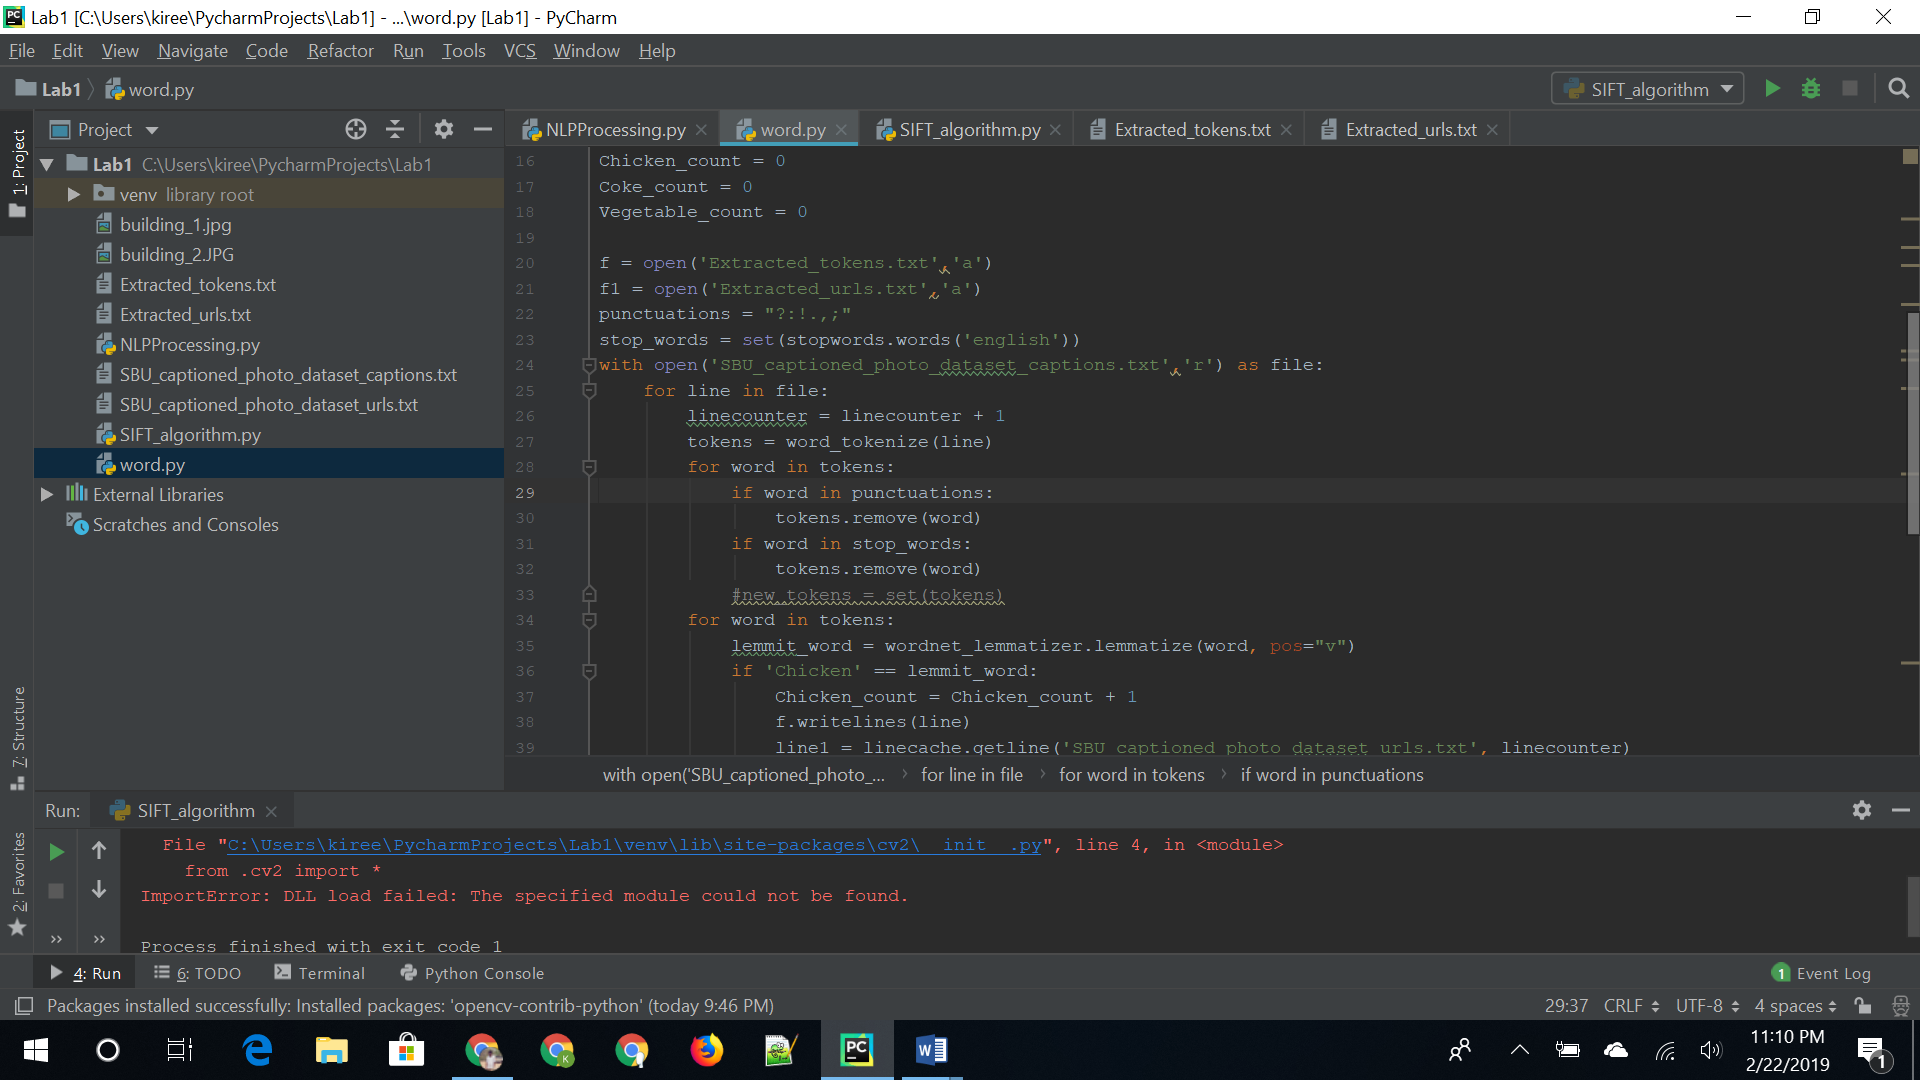 Lab1 [C:\Users\kiree\PycharmProjects\Lab1] - ...\word.py [Lab1] - PyCharm
File Edit View Navigate Code Refactor Run Tools VCS Window Help
Lab1 word.py SIFT_algorithm
Project NLPProcessing.py word.py SIFT_algorithm.py Extracted_tokens.txt Extracted_urls.txt
1: Project
7: Structure
2: Favorites
Lab1 C:\Users\kiree\PycharmProjects\Lab1
venv library root
building_1.jpg
building_2.JPG
Extracted_tokens.txt
Extracted_urls.txt
NLPProcessing.py
SBU_captioned_photo_dataset_captions.txt
SBU_captioned_photo_dataset_urls.txt
SIFT_algorithm.py
word.py
External Libraries
Scratches and Consoles
16 Chicken_count = 0
17 Coke_count = 0
18 Vegetable_count = 0
19
20 f = open('Extracted_tokens.txt','a')
21 f1 = open('Extracted_urls.txt','a')
22 punctuations = "?:!.,;"
23 stop_words = set(stopwords.words('english'))
24 with open('SBU_captioned_photo_dataset_captions.txt','r') as file:
25 for line in file:
26 linecounter = linecounter + 1
27 tokens = word_tokenize(line)
28 for word in tokens:
29 if word in punctuations:
30 tokens.remove(word)
31 if word in stop_words:
32 tokens.remove(word)
33 #new_tokens = set(tokens)
34 for word in tokens:
35 lemmit_word = wordnet_lemmatizer.lemmatize(word, pos="v")
36 if 'Chicken' == lemmit_word:
37 Chicken_count = Chicken_count + 1
38 f.writelines(line)
39 line1 = linecache.getline('SBU_captioned_photo_dataset_urls.txt', linecounter)
with open('SBU_captioned_photo_... › for line in file › for word in tokens › if word in punctuations
Run: SIFT_algorithm
File "C:\Users\kiree\PycharmProjects\Lab1\venv\lib\site-packages\cv2\__init__.py", line 4, in <module>
from .cv2 import *
ImportError: DLL load failed: The specified module could not be found.
Process finished with exit code 1
4: Run 6: TODO Terminal Python Console 1 Event Log
Packages installed successfully: Installed packages: 'opencv-contrib-python' (today 9:46 PM) 29:37 CRLF UTF-8 4 spaces
11:10 PM
2/22/2019
1